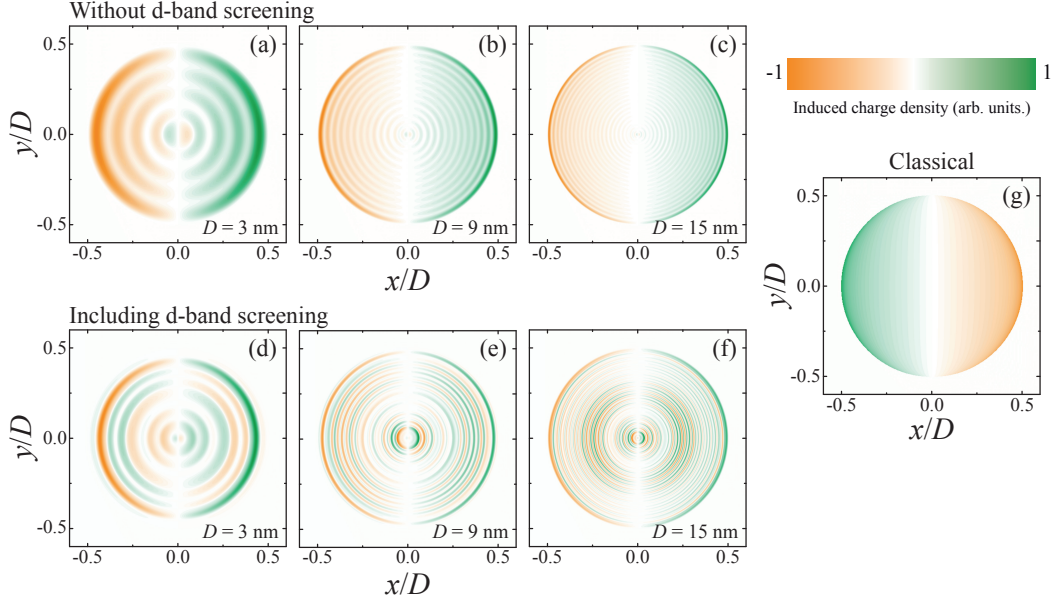 Without d-band screening
(a)
(b)
(c)
y/D
0.5
0.0
-0.5
D = 3 nm
D = 9 nm
D = 15 nm
-0.5 0.0 0.5
-0.5 0.0 0.5
-0.5 0.0 0.5
x/D
-1
1
Induced charge density (arb. units.)
Classical
(g)
y/D
0.5
0.0
-0.5
-0.5 0.0 0.5
x/D
Including d-band screening
(d)
(e)
(f)
y/D
0.5
0.0
-0.5
D = 3 nm
D = 9 nm
D = 15 nm
-0.5 0.0 0.5
-0.5 0.0 0.5
-0.5 0.0 0.5
x/D